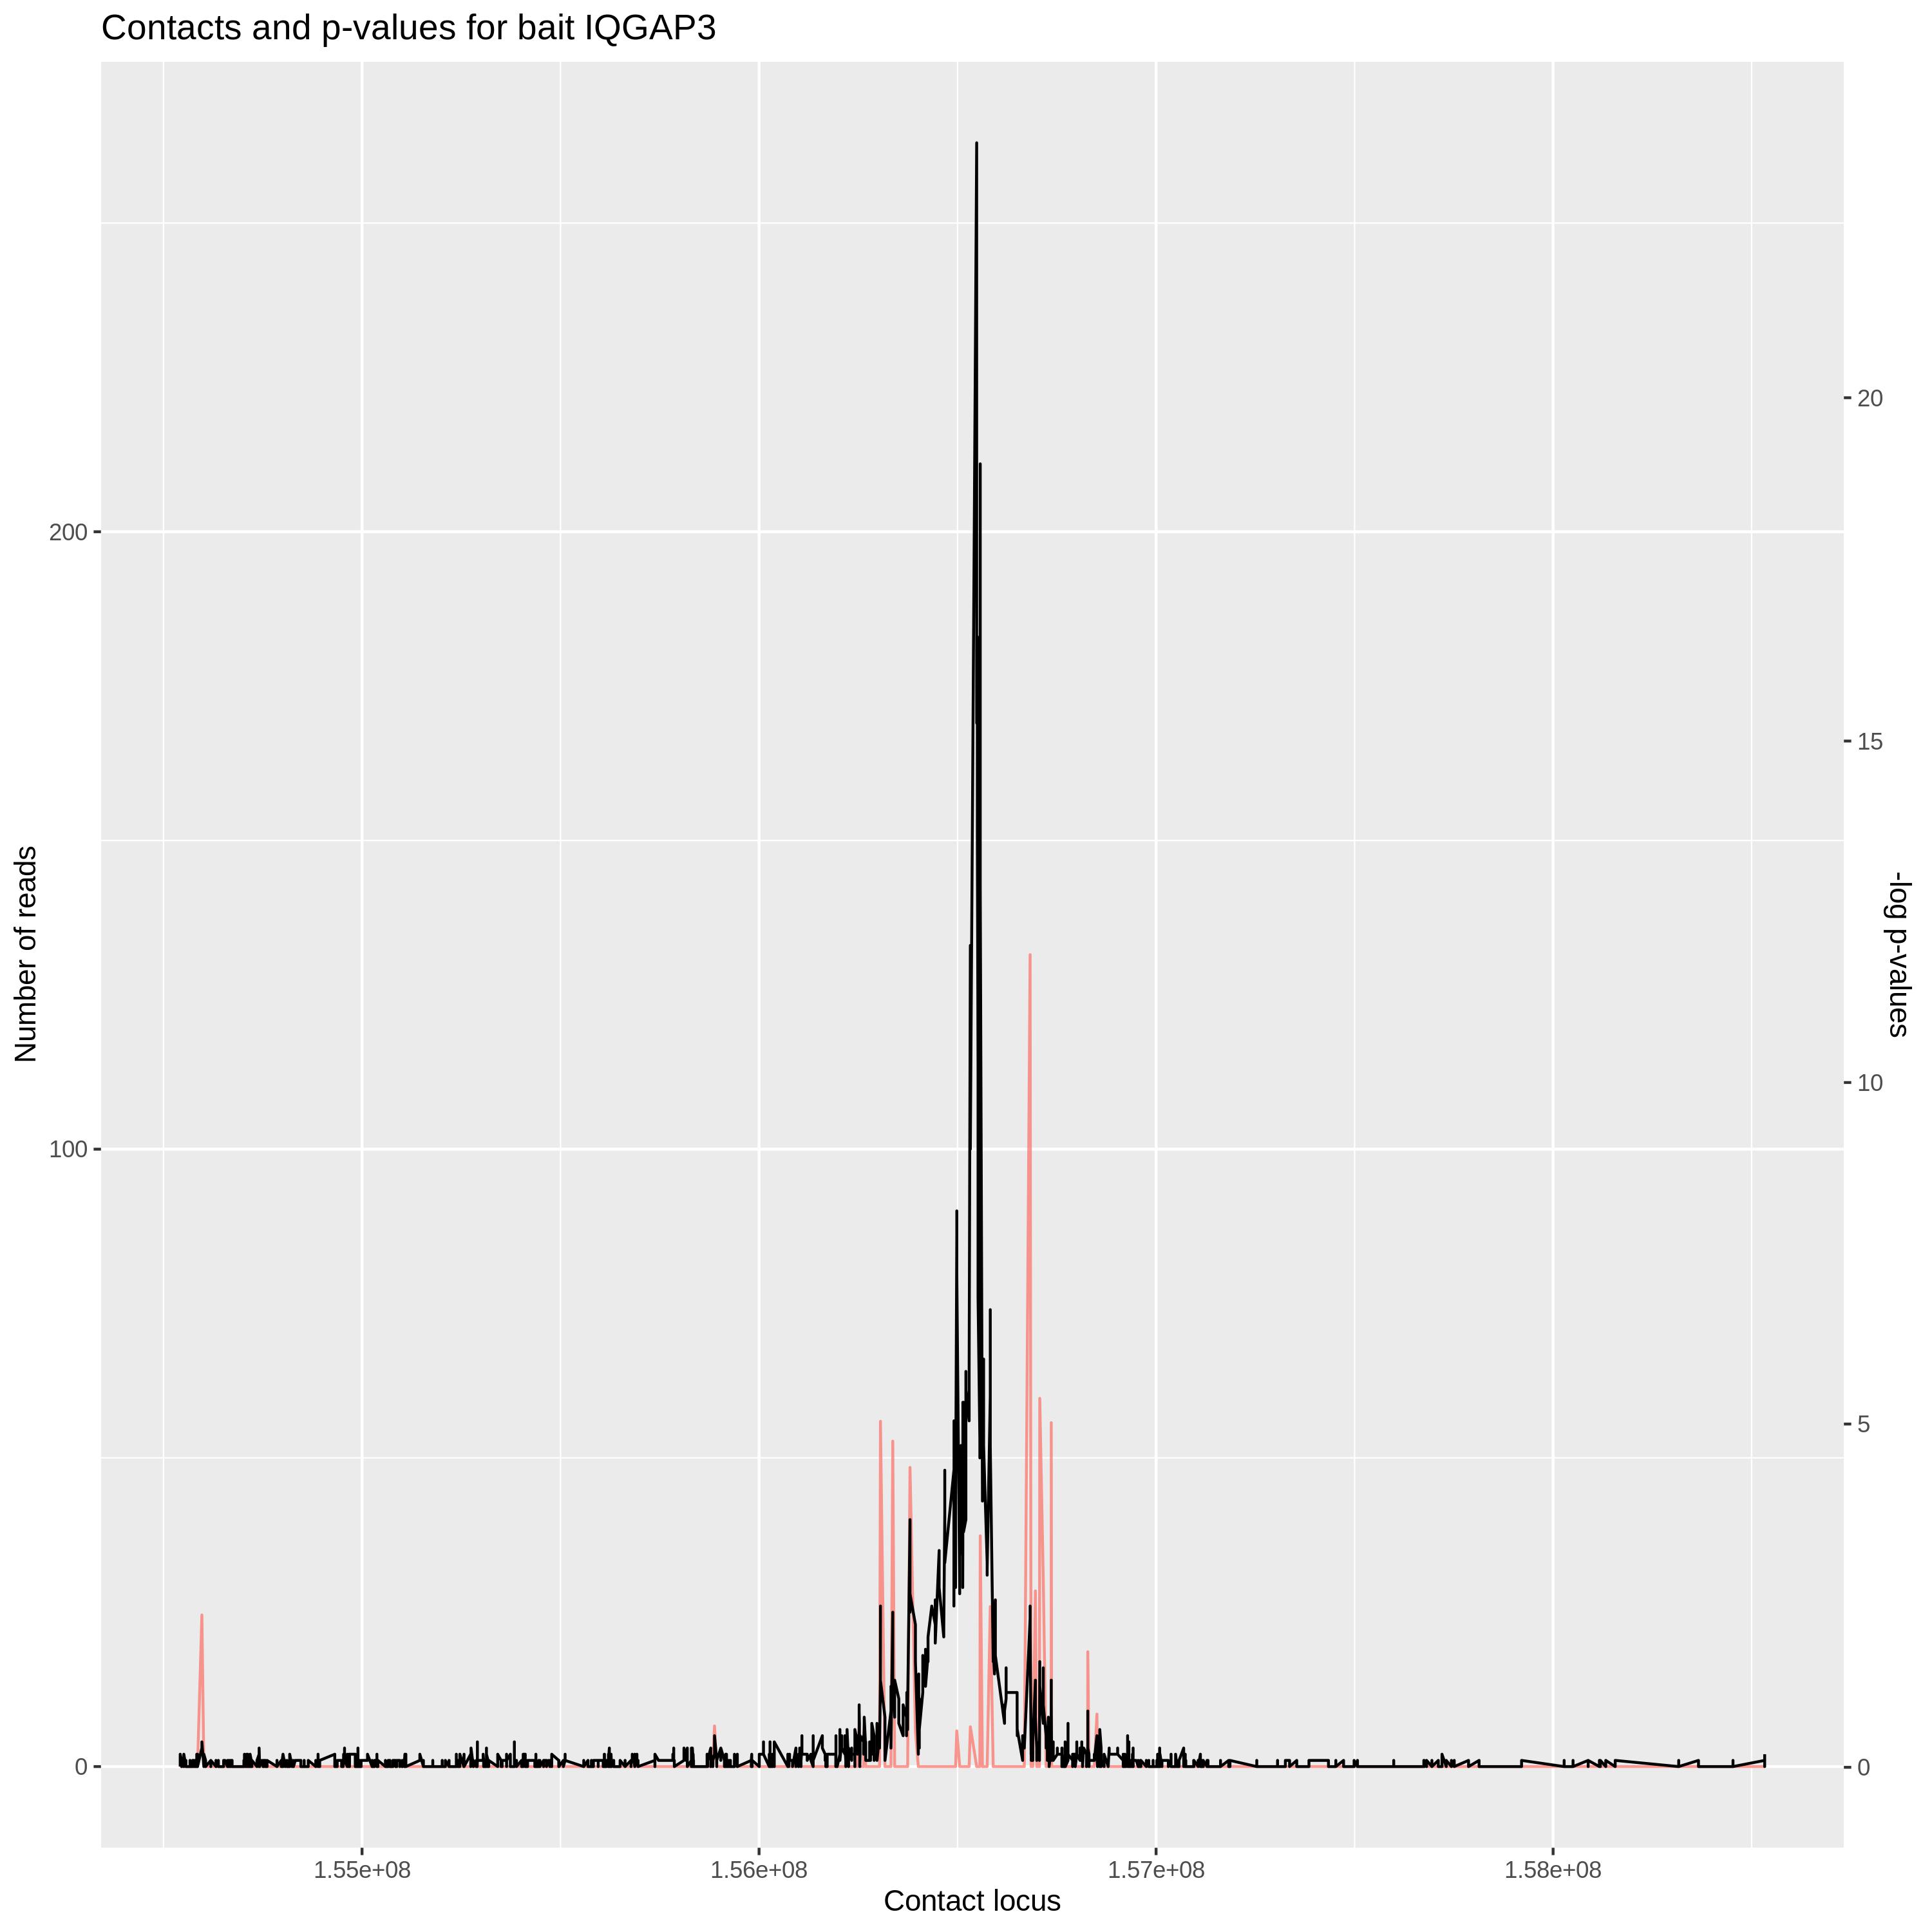 Contacts and p-values for bait IQGAP3
Number of reads
200
100
0
20
15
10
5
0
-log p-values
1.55e+08 1.56e+08 1.57e+08 1.58e+08
Contact locus